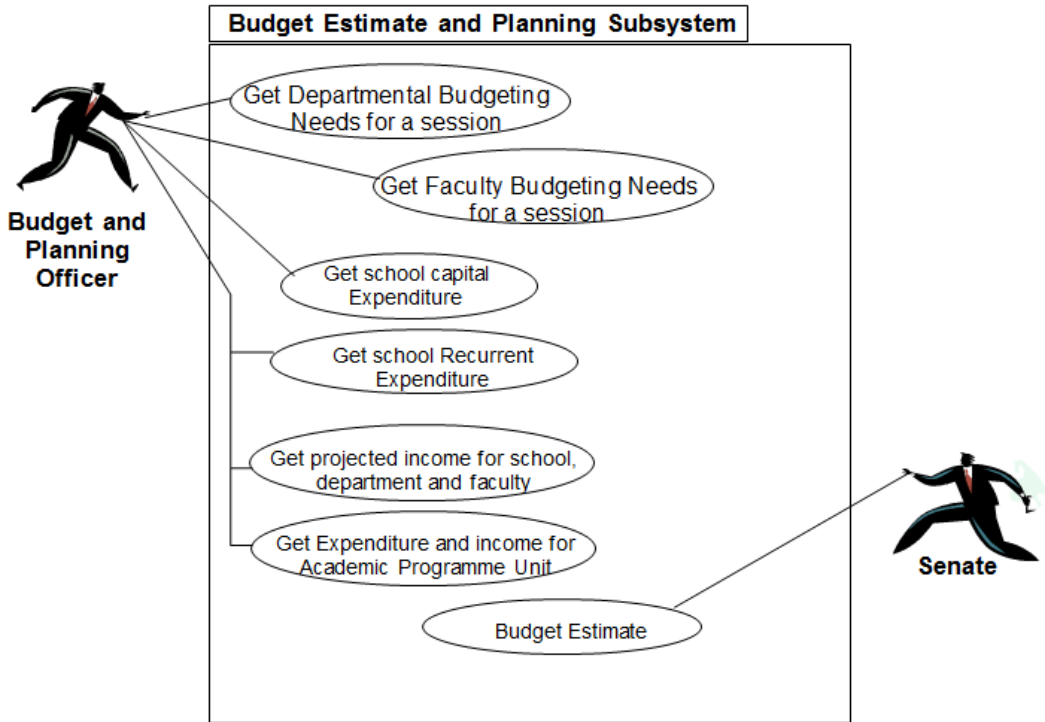 Budget Estimate and Planning Subsystem
Get Departmental Budgeting
Needs for a session
Get Faculty Budgeting Needs
for a session
Budget and
Planning
Officer
Get school capital
Expenditure
Get school Recurrent
Expenditure
Get projected income for school,
department and faculty
Get Expenditure and income for
Academic Programme Unit
Senate
Budget Estimate